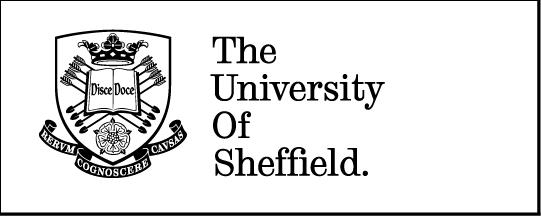 Disce Doce
RERVM COGNOSCERE CAVSAS
The
University
Of
Sheffield.